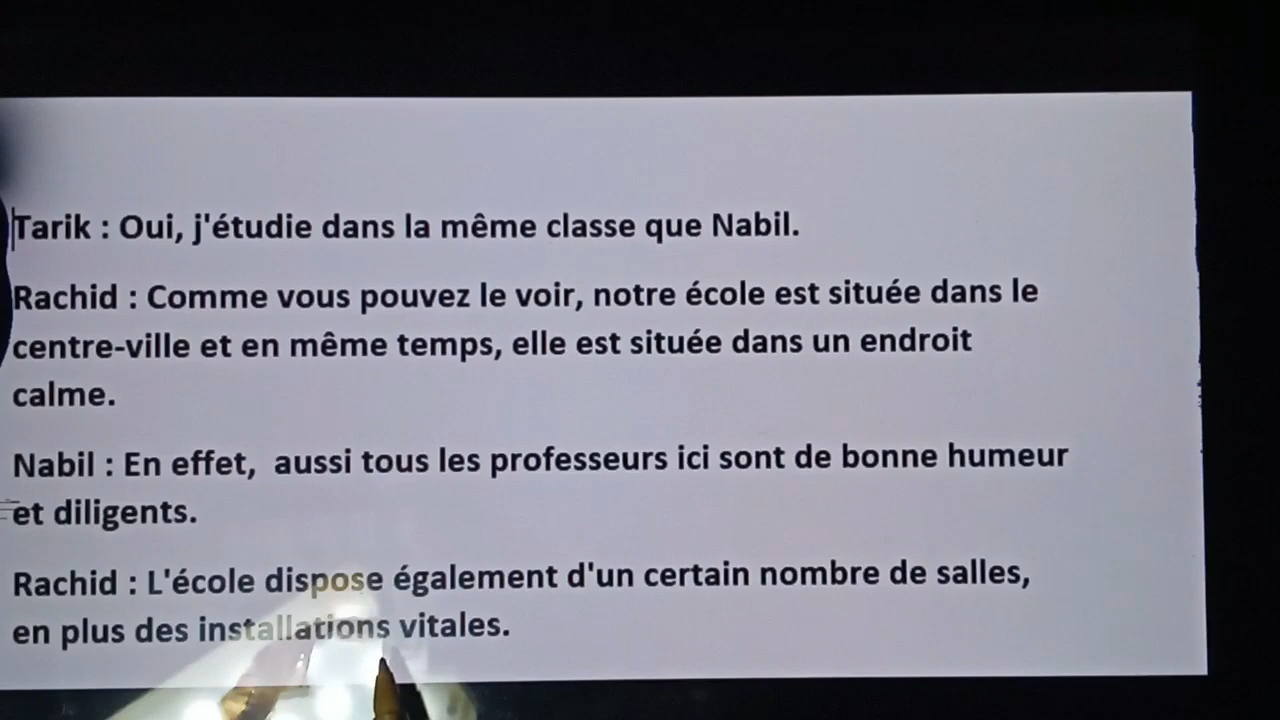 Tarik : Oui, j'étudie dans la même classe que Nabil.
Rachid : Comme vous pouvez le voir, notre école est située dans le
centre-ville et en même temps, elle est située dans un endroit
calme.
Nabil : En effet,  aussi tous les professeurs ici sont de bonne humeur
et diligents.
Rachid : L'école dispose également d'un certain nombre de salles,
en plus des installations vitales.